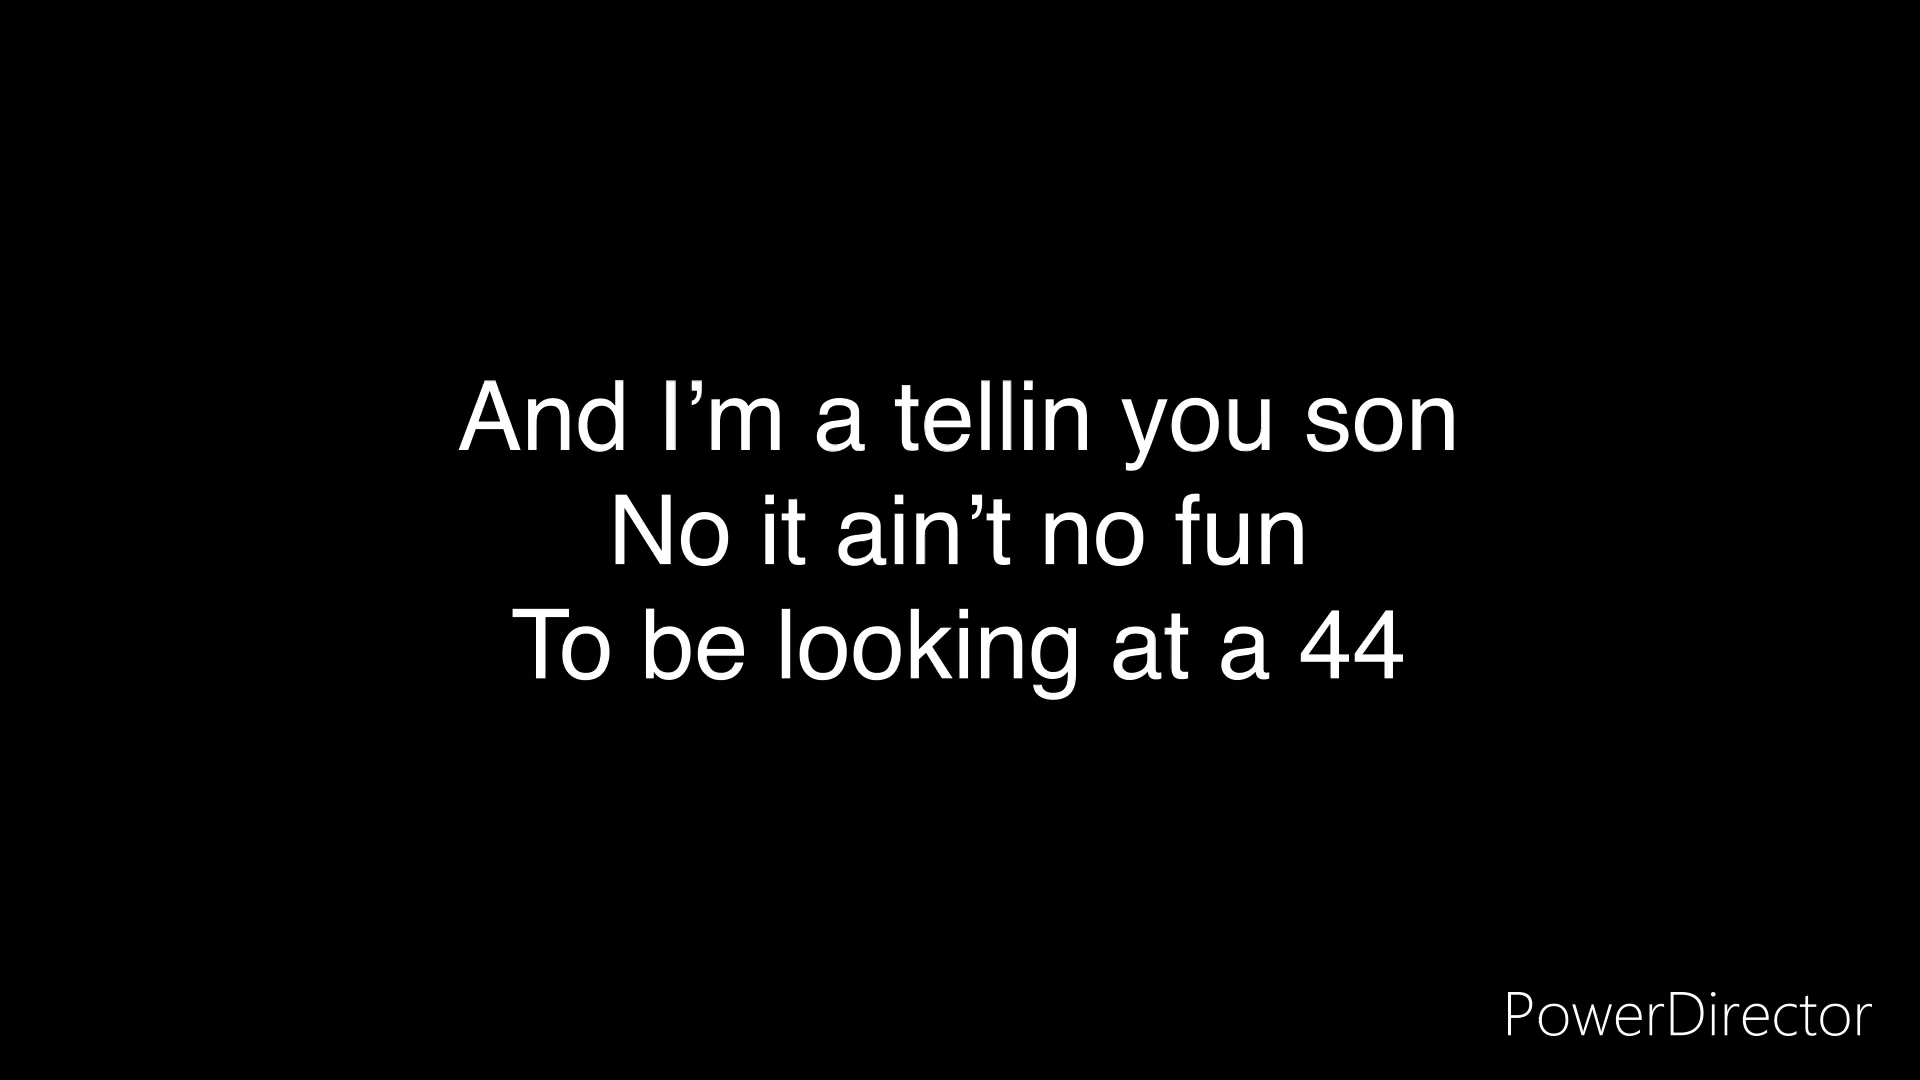 And I’m a tellin you son
No it ain’t no fun
To be looking at a 44
PowerDirector